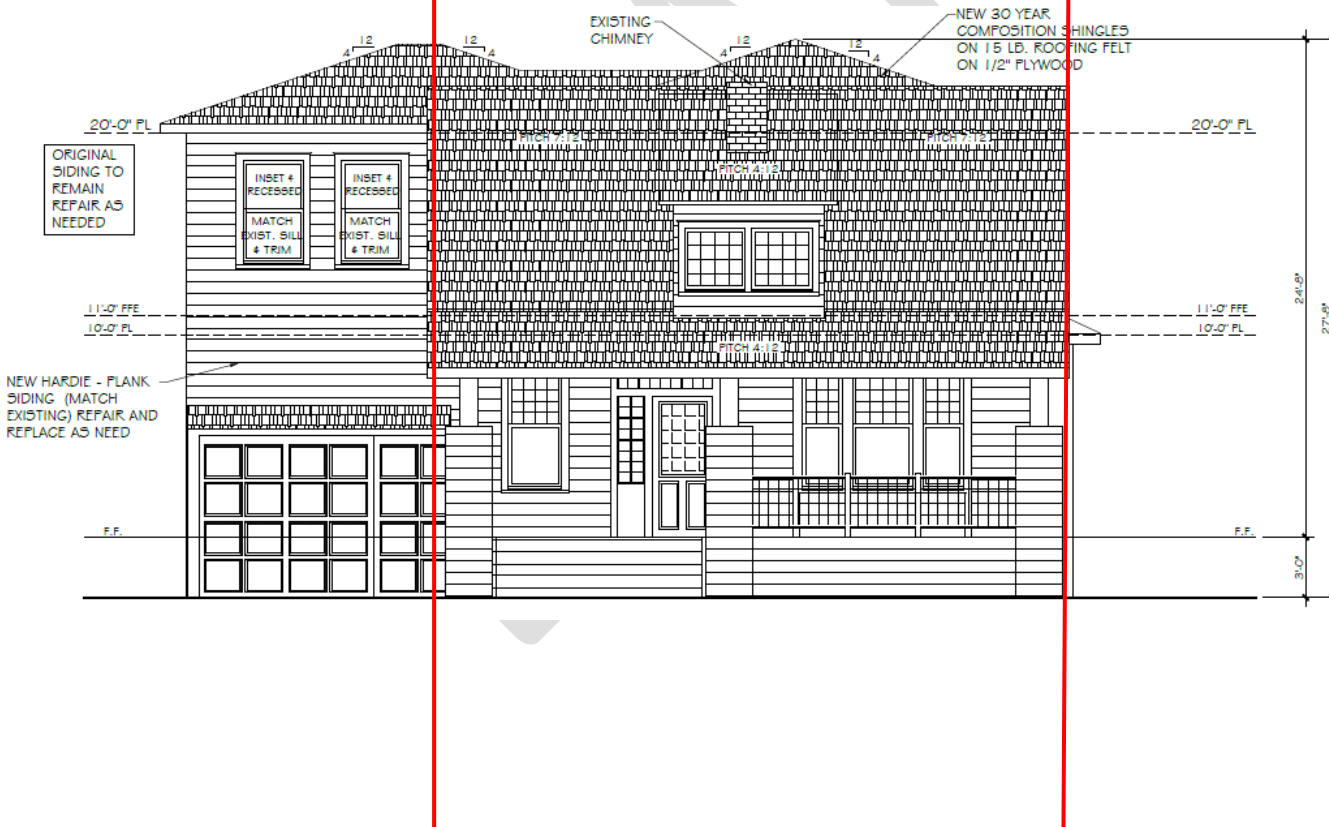 EXISTING
CHIMNEY
NEW 30 YEAR
COMPOSITION SHINGLES
ON 15 LB. ROOFING FELT
ON 1/2" PLYWOOD
12
4
12
4
12
4
12
4
20'-0" PL
20'-0" PL
PITCH 7:12
PITCH 7:12
PITCH 4:12
ORIGINAL
SIDING TO
REMAIN
REPAIR AS
NEEDED
INSET &
RECESSED
MATCH
EXIST. SILL
& TRIM
INSET &
RECESSED
MATCH
EXIST. SILL
& TRIM
11'-0" FFE
10'-0" PL
11'-0" FFE
10'-0" PL
24'-8"
27'-8"
PITCH 4:12
NEW HARDIE - PLANK
SIDING (MATCH
EXISTING) REPAIR AND
REPLACE AS NEED
F.F.
F.F.
3'-0"